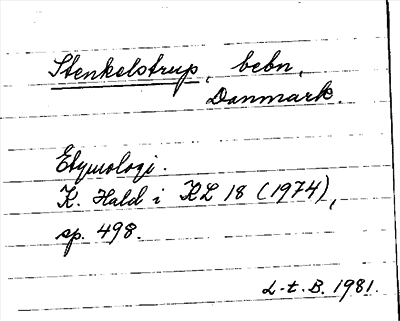 Stenkelstrup, bebn,
Danmark.
Etymologi.
K. Hald i KL 18 (1974),
sp. 498.
L-t. B. 1981.